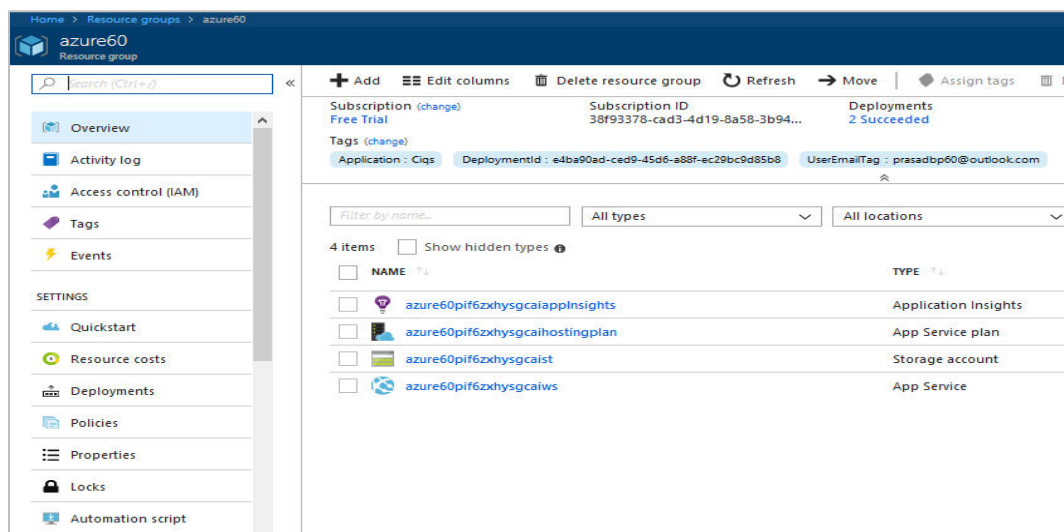 Home > Resource groups > azure60
azure60
Resource group
Search (Ctrl+/)
Overview
Activity log
Access control (IAM)
Tags
Events
SETTINGS
Quickstart
Resource costs
Deployments
Policies
Properties
Locks
Automation script
Add Edit columns Delete resource group Refresh Move Assign tags
Subscription (change) Subscription ID Deployments
Free Trial 38f93378-cad3-4d19-8a58-3b94... 2 Succeeded
Tags (change)
Application : Ciqs DeploymentId : e4ba90ad-ced9-45d6-a88f-ec29bc9d85b8 UserEmailTag : prasadbp60@outlook.com
Filter by name... All types All locations
4 items Show hidden types
NAME TYPE
azure60pif6zxhysgcaiappInsights Application Insights
azure60pif6zxhysgcaihostingplan App Service plan
azure60pif6zxhysgcaist Storage account
azure60pif6zxhysgcaiws App Service